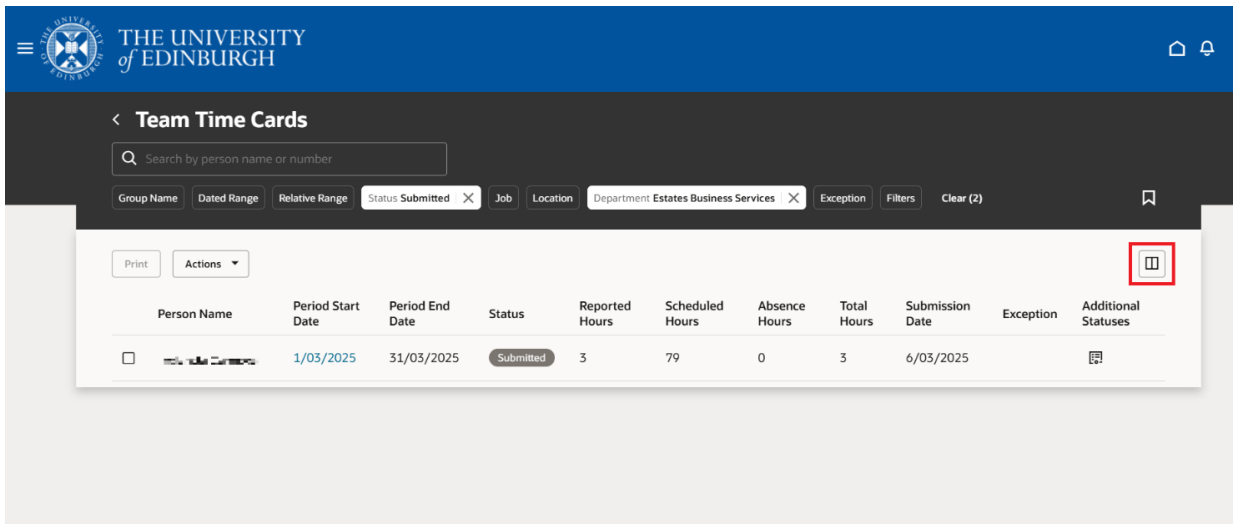 THE UNIVERSITY
of EDINBURGH
Team Time Cards
Search by person name or number
Group Name Dated Range Relative Range Status Submitted Job Location Department Estates Business Services Exception Filters Clear (2)
Print Actions
Person Name Period Start Date Period End Date Status Reported Hours Scheduled Hours Absence Hours Total Hours Submission Date Exception Additional Statuses
1/03/2025 31/03/2025 Submitted 3 79 0 3 6/03/2025